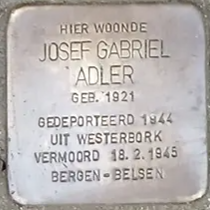 HIER WOONDE
JOSEF GABRIEL
ADLER
GEB. 1921
GEDEPORTEERD 1944
UIT WESTERBORK
VERMOORD 18.2.1945
BERGEN-BELSEN